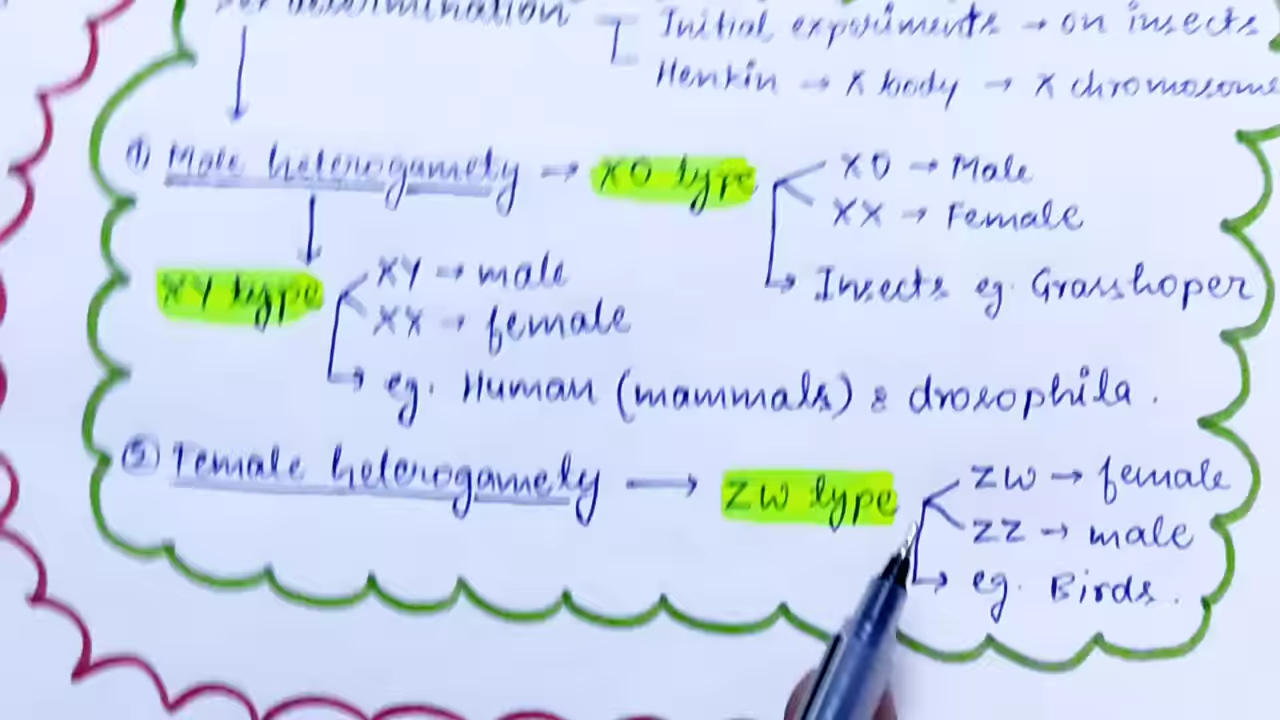 determination
Initial experiments → on insects
Henkin → X body → X chromosome
① Male heterogamety → XO type
XO → Male
XX → Female
Insects eg. Grasshoper
XY type
XY → male
XX → female
eg. Human (mammals) & drosophila.
② Female heterogamety → ZW type
ZW → female
ZZ → male
eg. Birds.